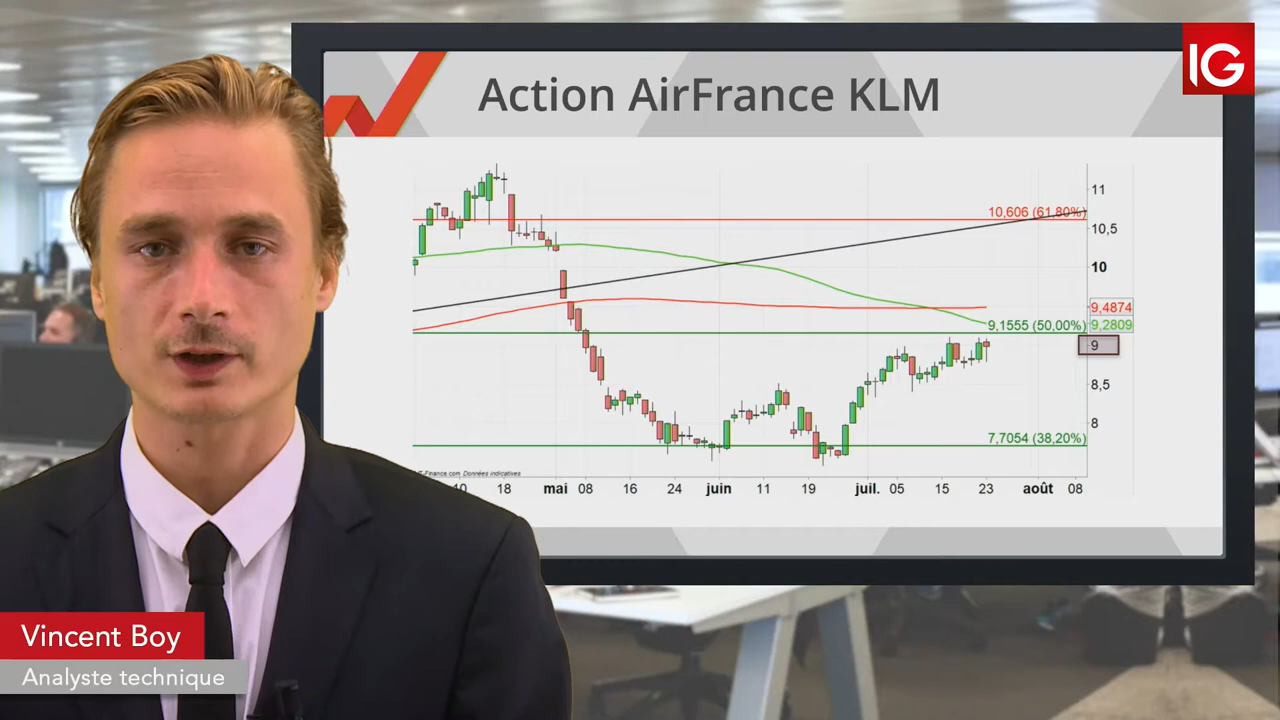 IG
Action AirFrance KLM
11
10,606 (61,80%)
10,5
10
9,4874
9,1555 (50,00%)
9,2809
9
8,5
8
7,7054 (38,20%)
IT-Finance.com Données indicatives
10 18 mai 08 16 24 juin 11 19 juil. 05 15 23 août 08
Vincent Boy
Analyste technique